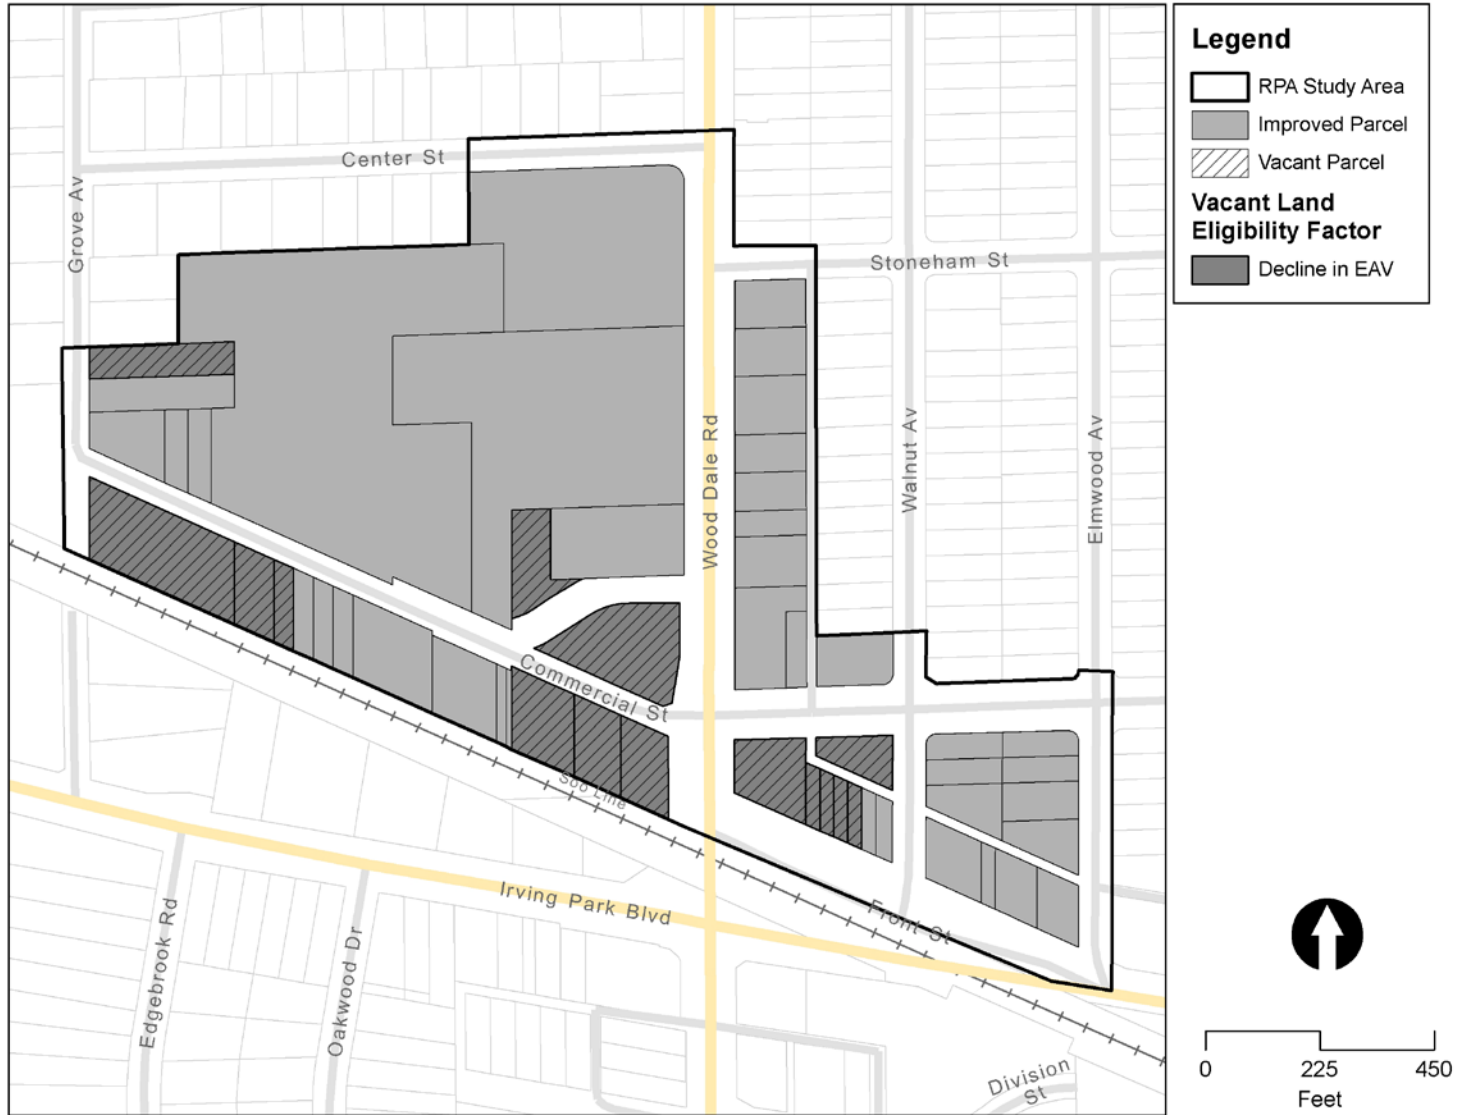 Legend
RPA Study Area
Improved Parcel
Vacant Parcel
Vacant Land
Eligibility Factor
Decline in EAV
Center St
Grove Av
Stoneham St
Wood Dale Rd
Walnut Av
Elmwood Av
Commercial St
Soo Line
Irving Park Blvd
Front St
Edgebrook Rd
Oakwood Dr
Division
St
0 225 450
Feet